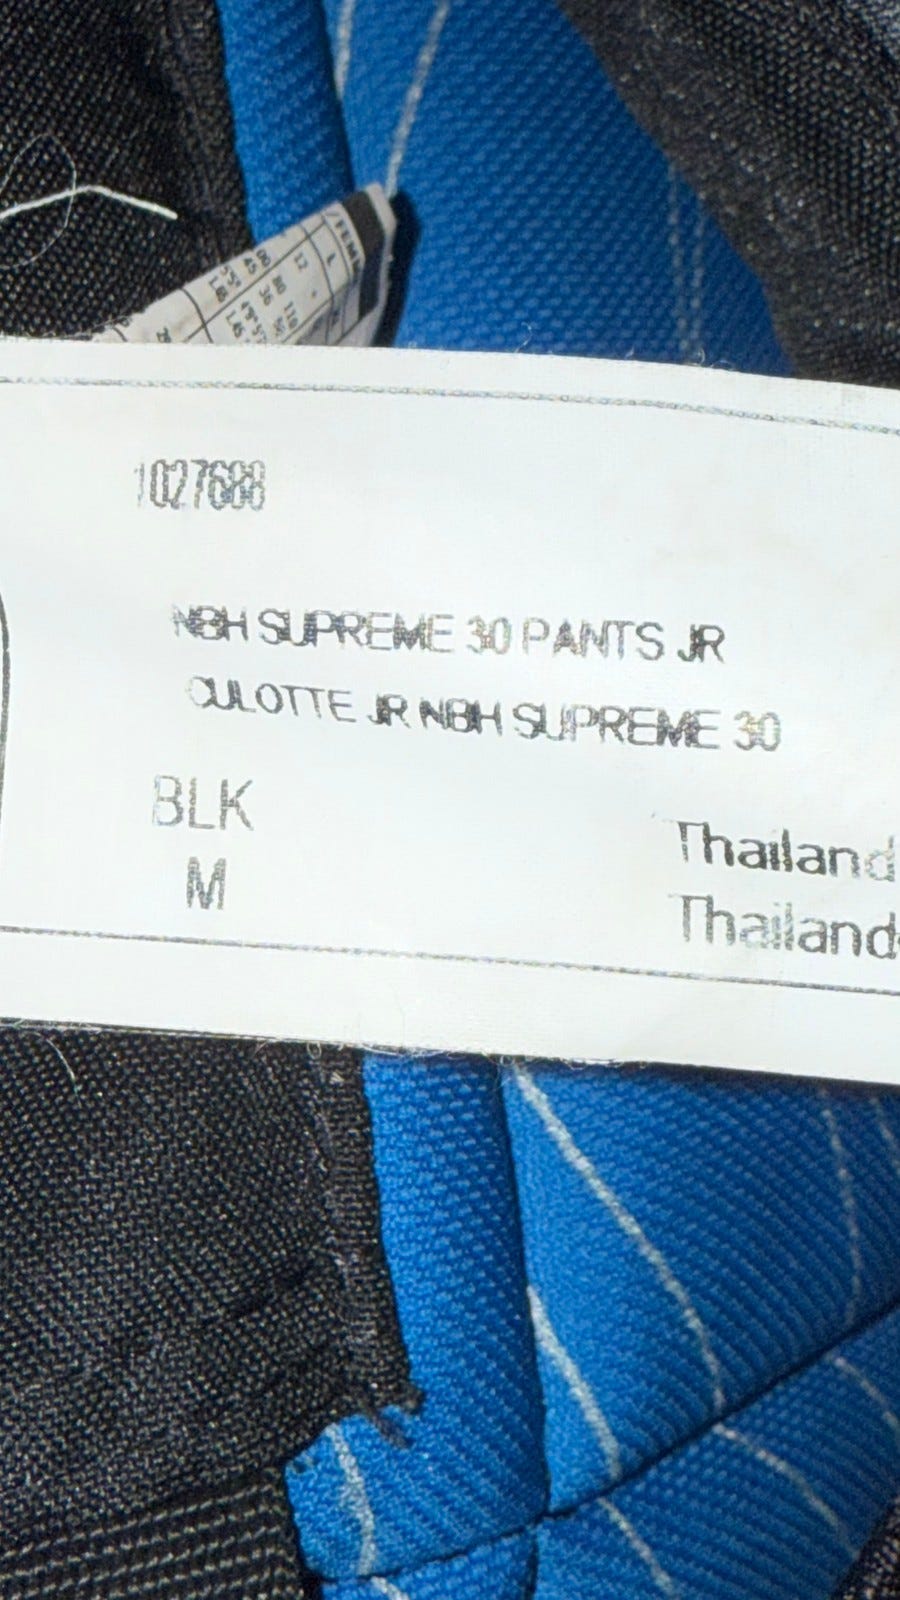 1027688
NBH SUPREME 30 PANTS JR
CULOTTE JR NBH SUPREME 30
BLK
M
Thailand
Thailand